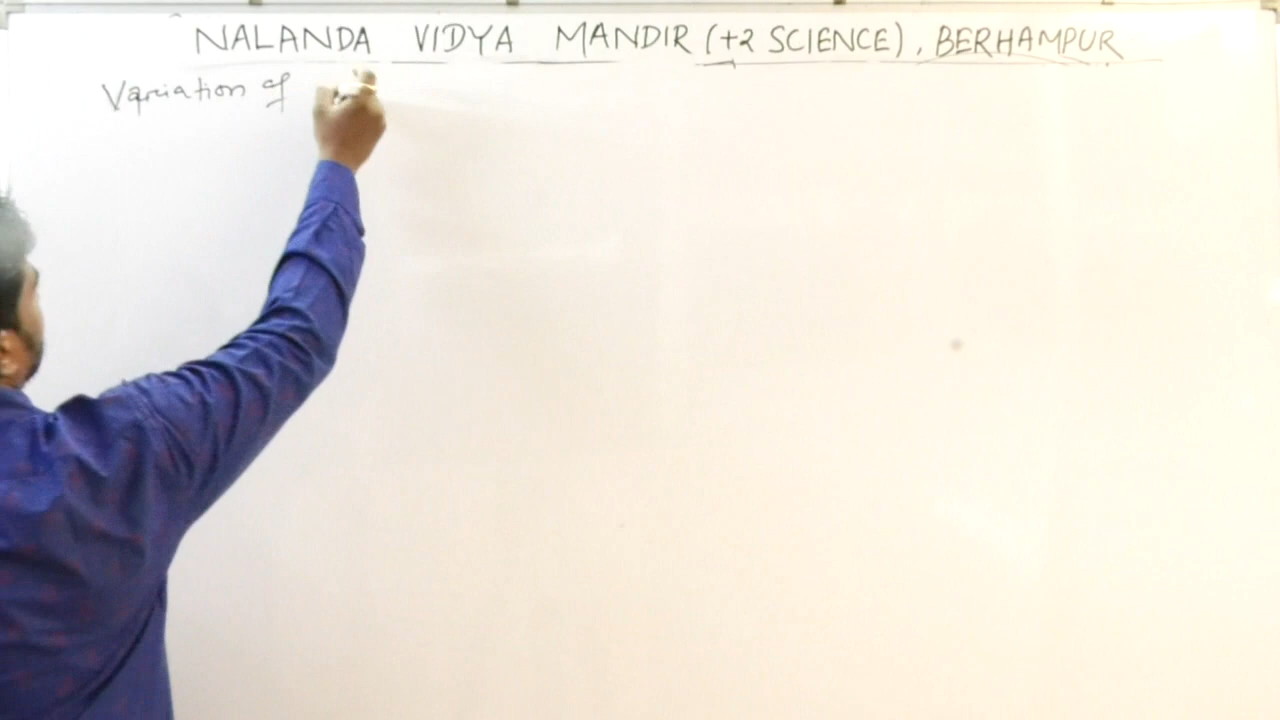 NALANDA VIDYA MANDIR (+2 SCIENCE), BERHAMPUR
Variation of